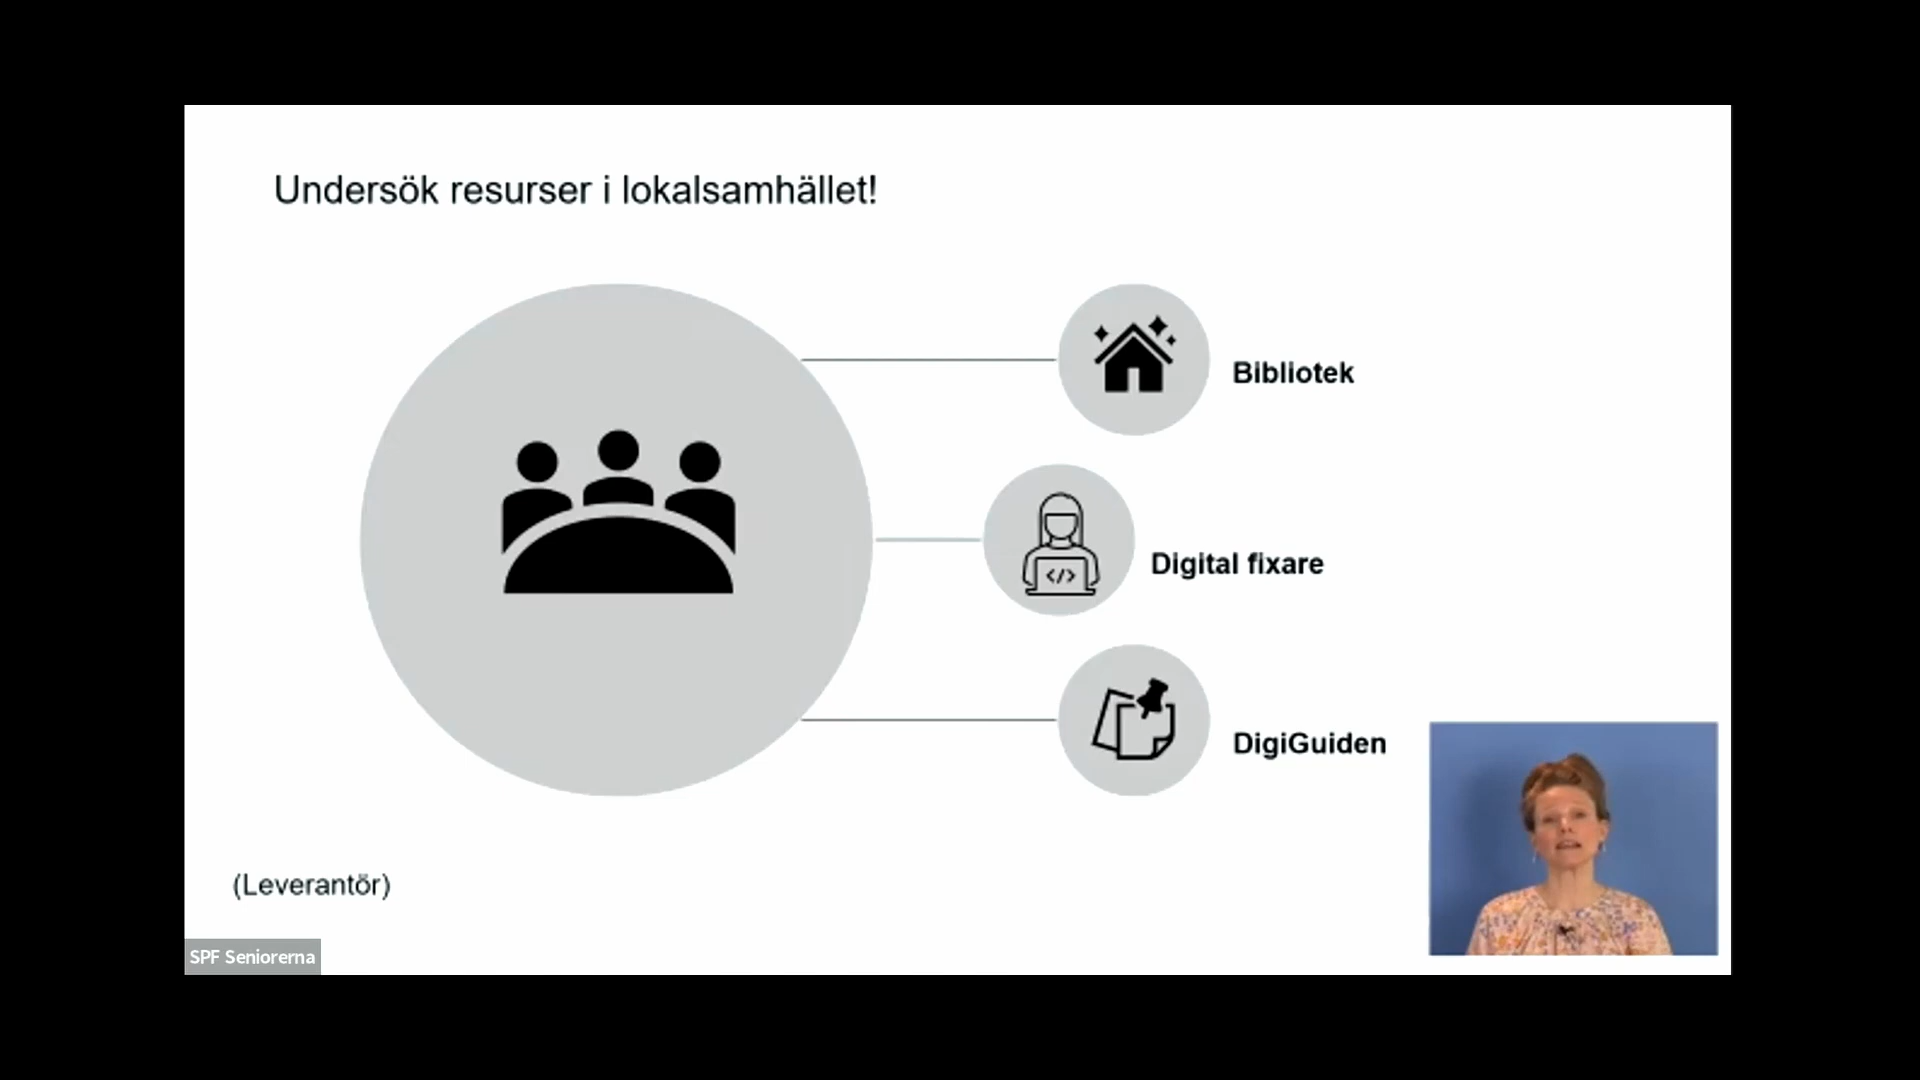 Undersök resurser i lokalsamhället!
Bibliotek
</>
Digital fixare
DigiGuiden
(Leverantör)
SPF Seniorerna